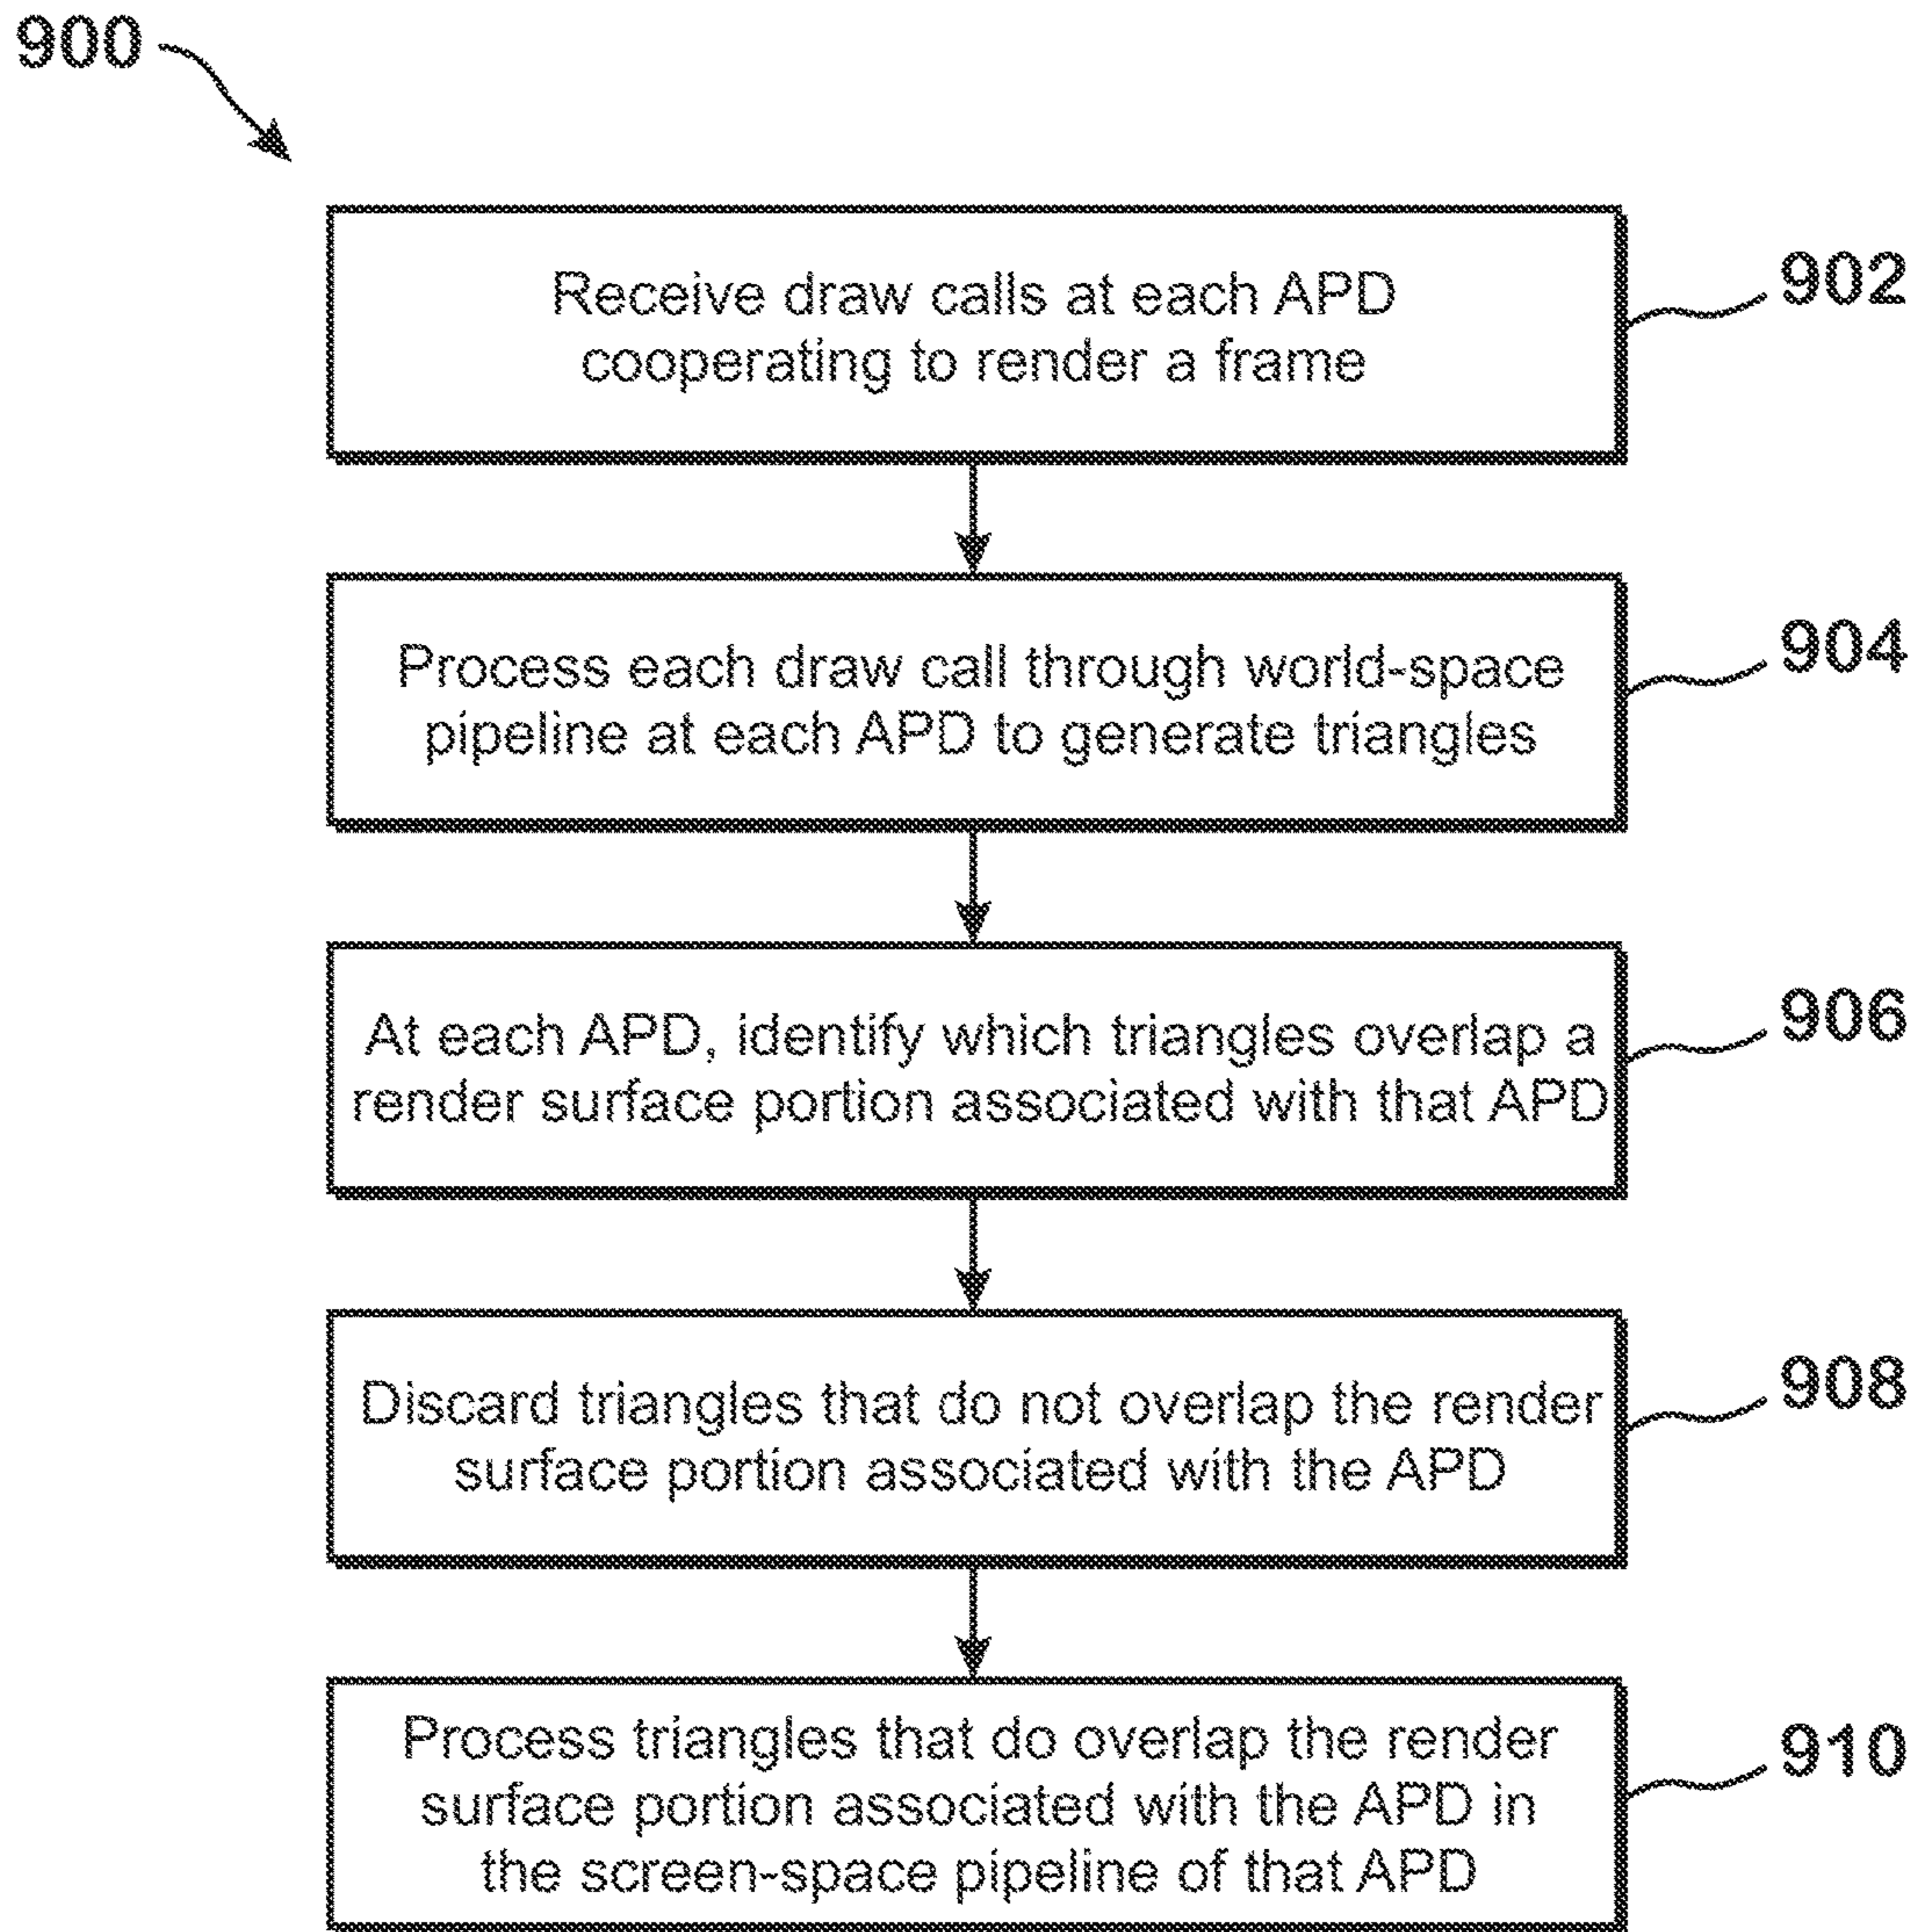 900
Receive draw calls at each APD
cooperating to render a frame
902
Process each draw call through world-space
pipeline at each APD to generate triangles
904
At each APD, identify which triangles overlap a
render surface portion associated with that APD
906
Discard triangles that do not overlap the render
surface portion associated with the APD
908
Process triangles that do overlap the render
surface portion associated with the APD in
the screen-space pipeline of that APD
910